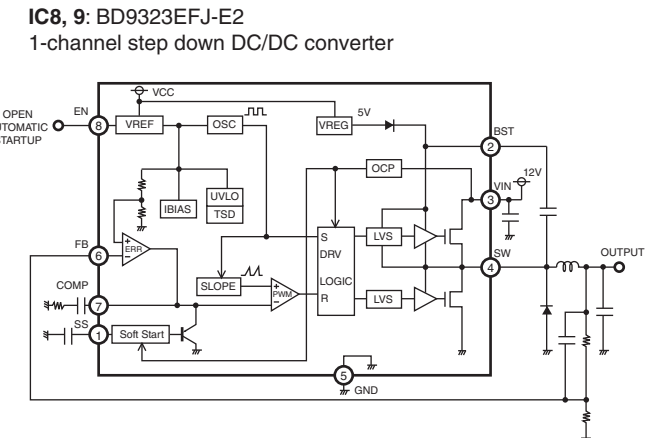 IC8, 9: BD9323EFJ-E2
1-channel step down DC/DC converter
VCC
OPEN
STARTUP
EN
8
VREF
OSC
VREG
5V
BST
2
OCP
12V
VIN
3
IBIAS
UVLO
TSD
FB
6
+
ERR
−
S
DRV
LOGIC
R
LVS
SW
4
OUTPUT
COMP
7
SLOPE
+
PWM
−
LVS
SS
1
Soft Start
5
GND